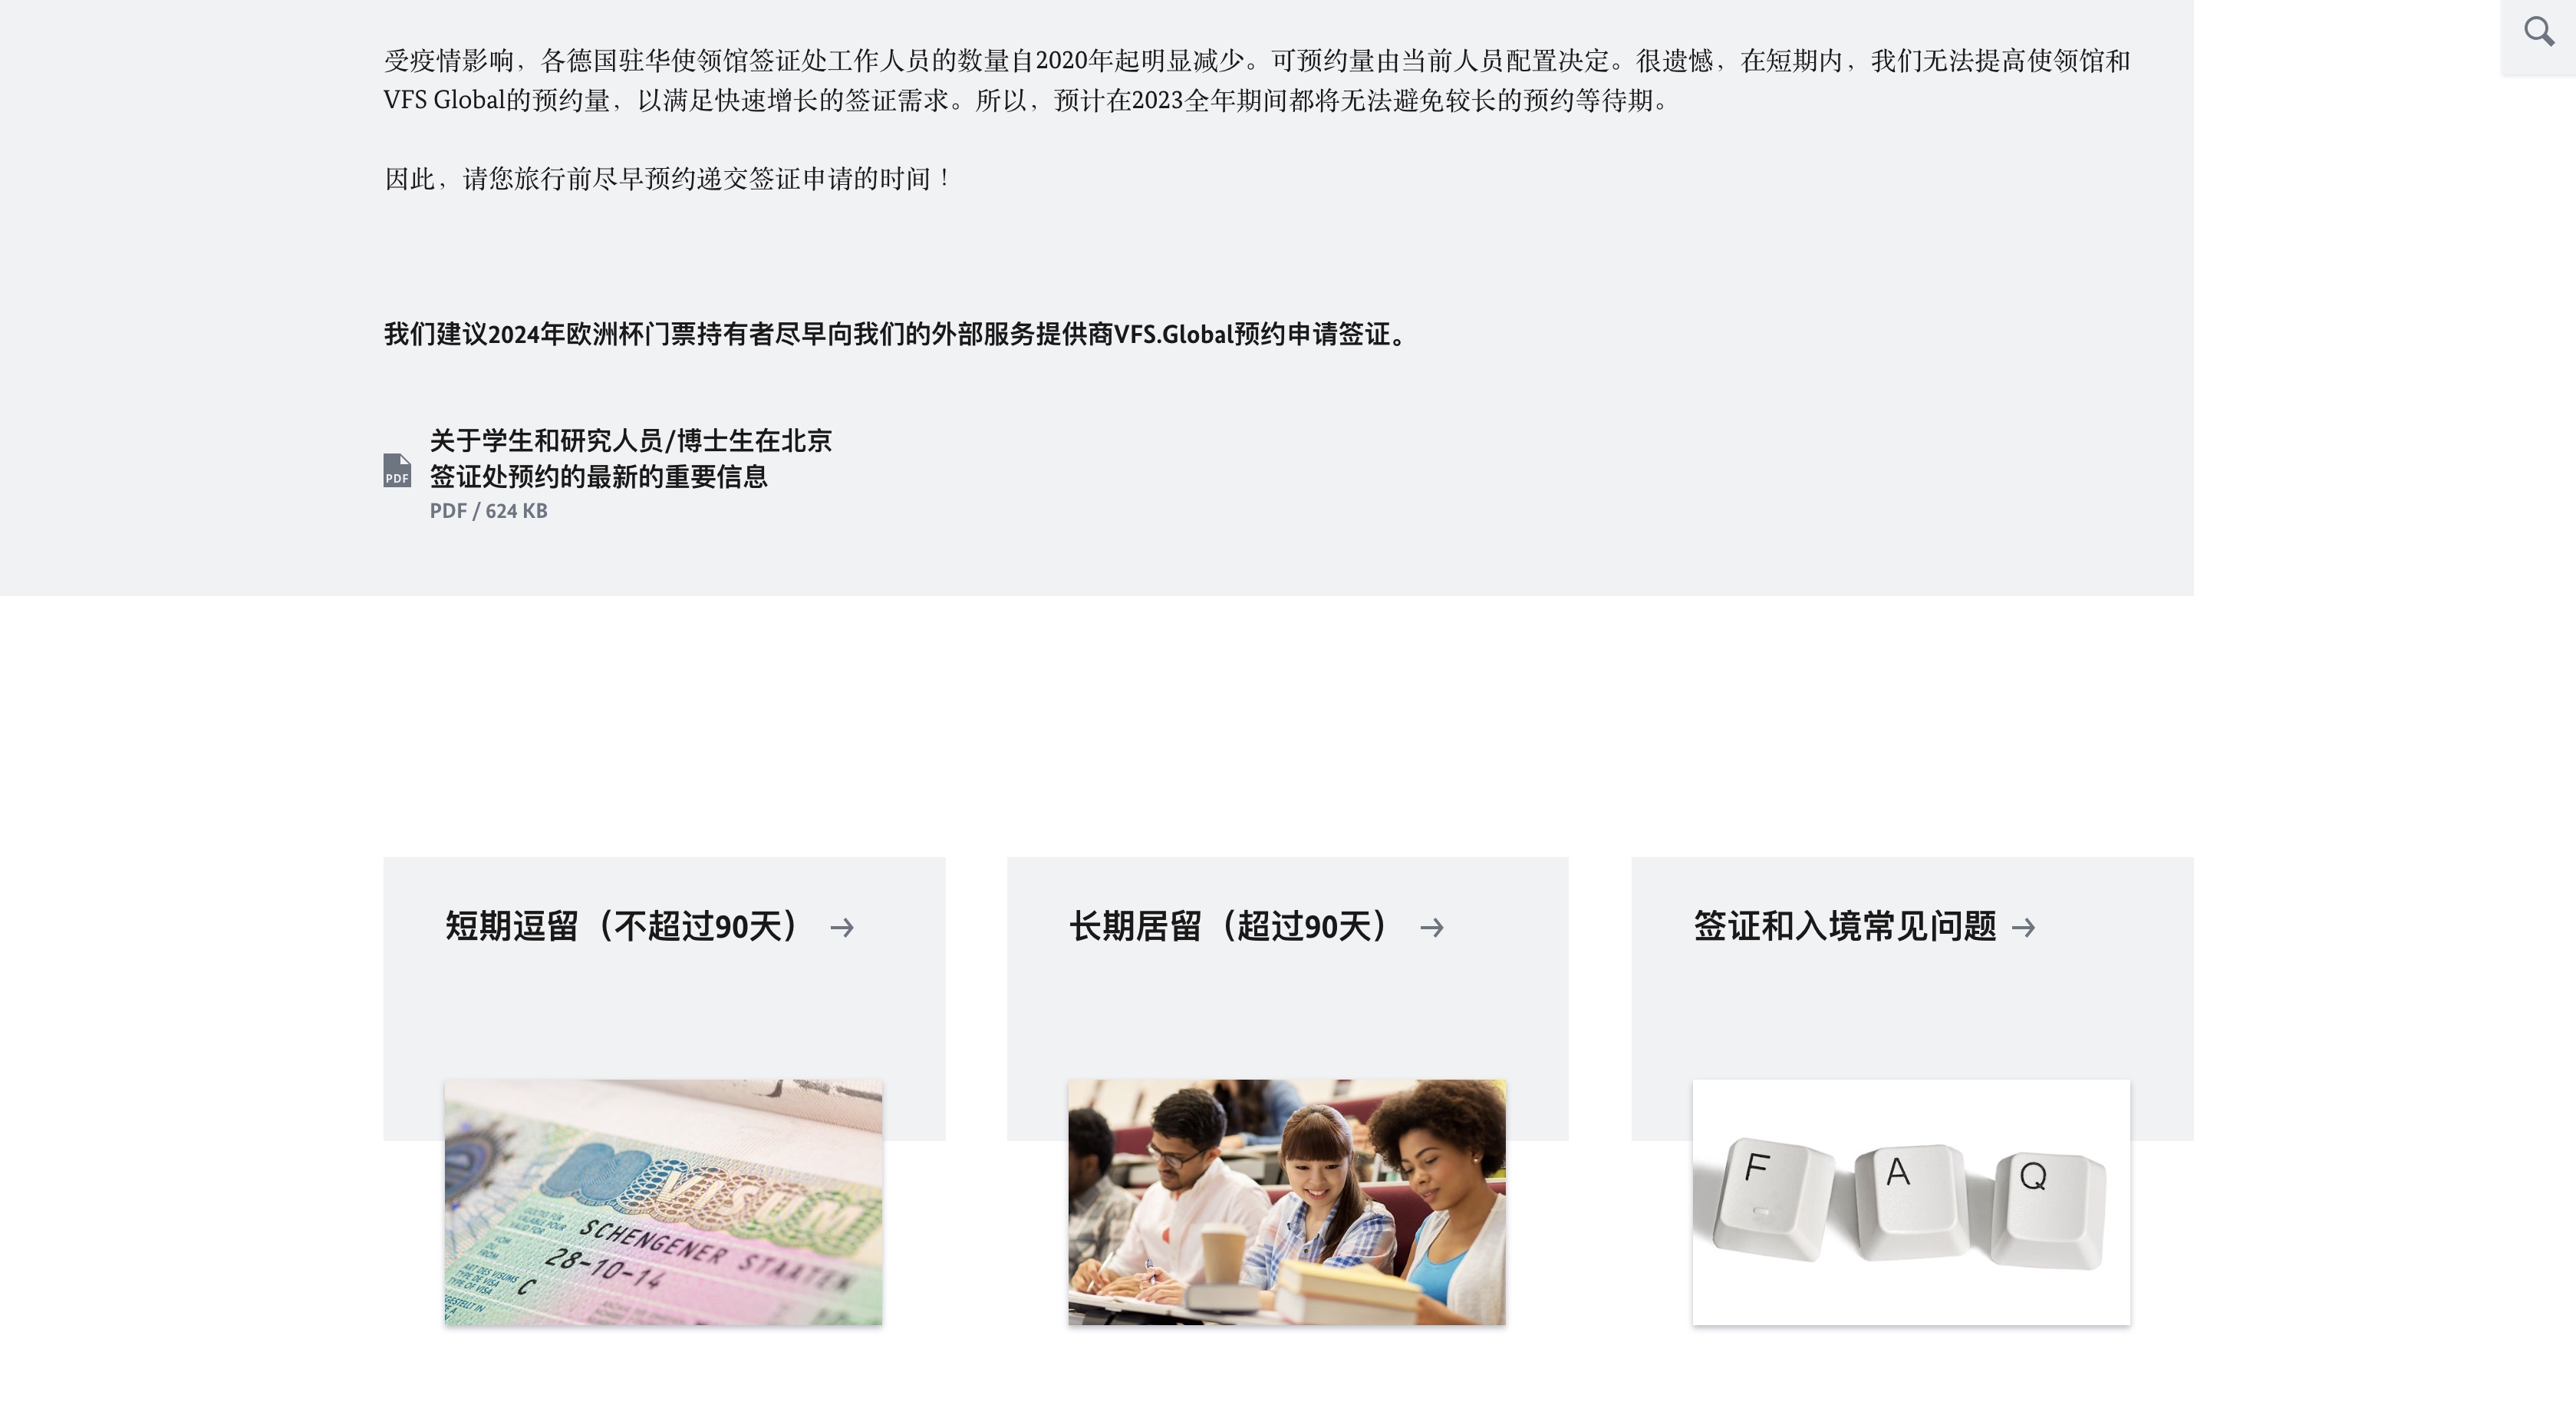 受疫情影响，各德国驻华使领馆签证处工作人员的数量自2020年起明显减少。可预约量由当前人员配置决定。很遗憾，在短期内，我们无法提高使领馆和
VFS Global的预约量，以满足快速增长的签证需求。所以，预计在2023全年期间都将无法避免较长的预约等待期。
因此，请您旅行前尽早预约递交签证申请的时间！
我们建议2024年欧洲杯门票持有者尽早向我们的外部服务提供商VFS.Global预约申请签证。
关于学生和研究人员/博士生在北京
签证处预约的最新的重要信息
PDF
PDF / 624 KB
短期逗留（不超过90天）
长期居留（超过90天）
签证和入境常见问题
VISUM
SCHENGENER STAATEN
28-10-14
C
F A Q